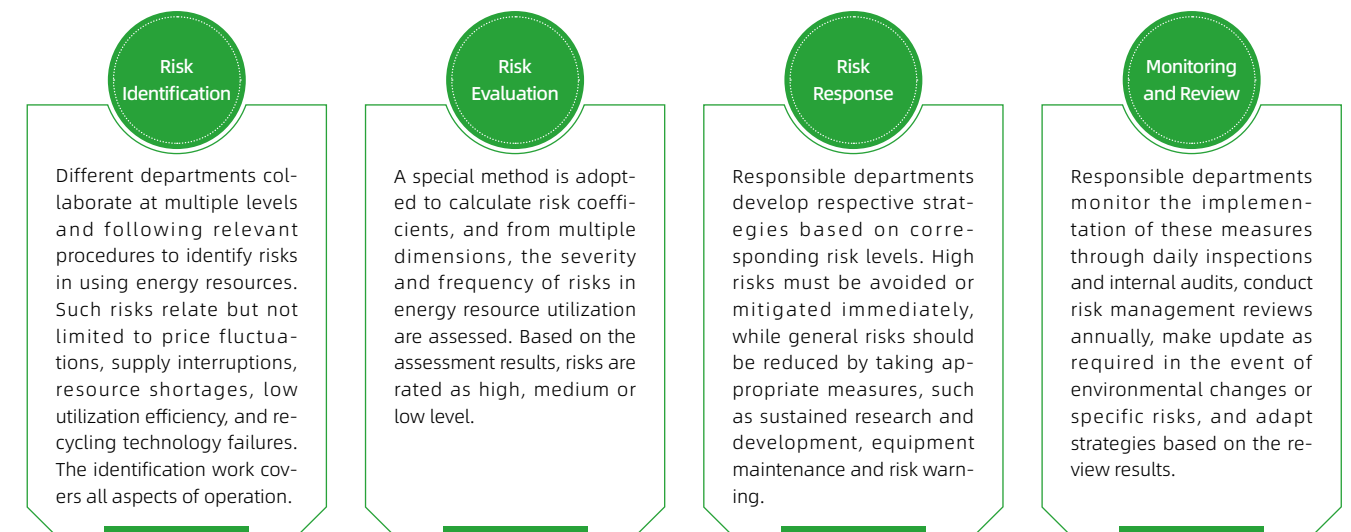 Risk
Identification
Different departments col-
laborate at multiple levels
and following relevant
procedures to identify risks
in using energy resources.
Such risks relate but not
limited to price fluctua-
tions, supply interruptions,
resource shortages, low
utilization efficiency, and re-
cycling technology failures.
The identification work cov-
ers all aspects of operation.
Risk
Evaluation
A special method is adopt-
ed to calculate risk coeffi-
cients, and from multiple
dimensions, the severity
and frequency of risks in
energy resource utilization
are assessed. Based on the
assessment results, risks are
rated as high, medium or
low level.
Risk
Response
Responsible departments
develop respective strat-
egies based on corre-
sponding risk levels. High
risks must be avoided or
mitigated immediately,
while general risks should
be reduced by taking ap-
propriate measures, such
as sustained research and
development, equipment
maintenance and risk warn-
ing.
Monitoring
and Review
Responsible departments
monitor the implemen-
tation of these measures
through daily inspections
and internal audits, conduct
risk management reviews
annually, make update as
required in the event of
environmental changes or
specific risks, and adapt
strategies based on the re-
view results.